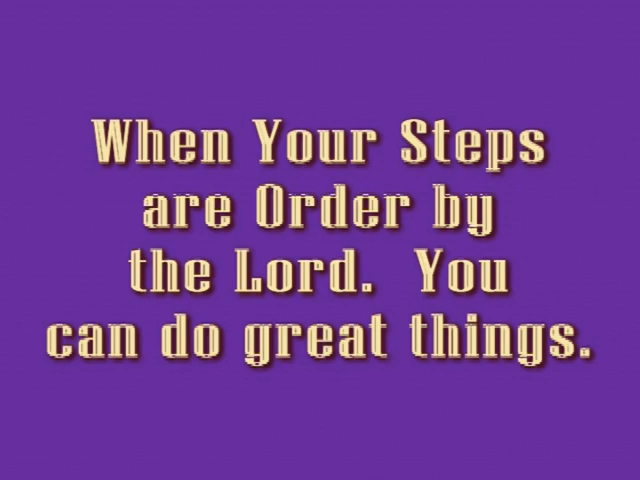 When Your Steps
are Order by
the Lord.  You
can do great things.